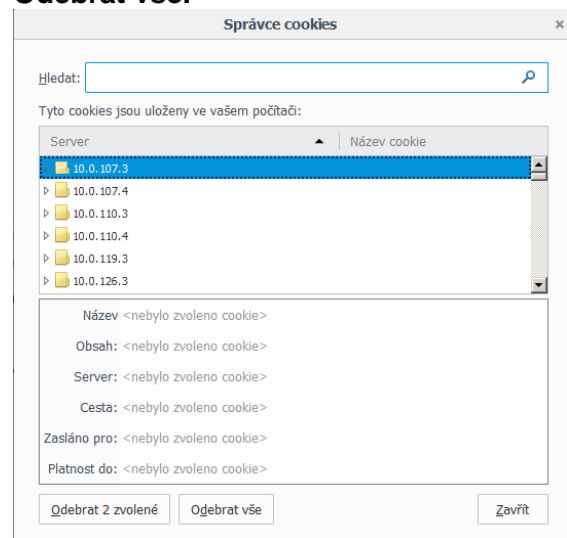 Odebrat vše.
Správce cookies
Hledat:
Tyto cookies jsou uloženy ve vašem počítači:
Server Název cookie
10.0.107.3
10.0.107.4
10.0.110.3
10.0.110.4
10.0.119.3
10.0.126.3
Název <nebylo zvoleno cookie>
Obsah: <nebylo zvoleno cookie>
Server: <nebylo zvoleno cookie>
Cesta: <nebylo zvoleno cookie>
Zasláno pro: <nebylo zvoleno cookie>
Platnost do: <nebylo zvoleno cookie>
Odebrat 2 zvolené Odebrat vše Zavřít